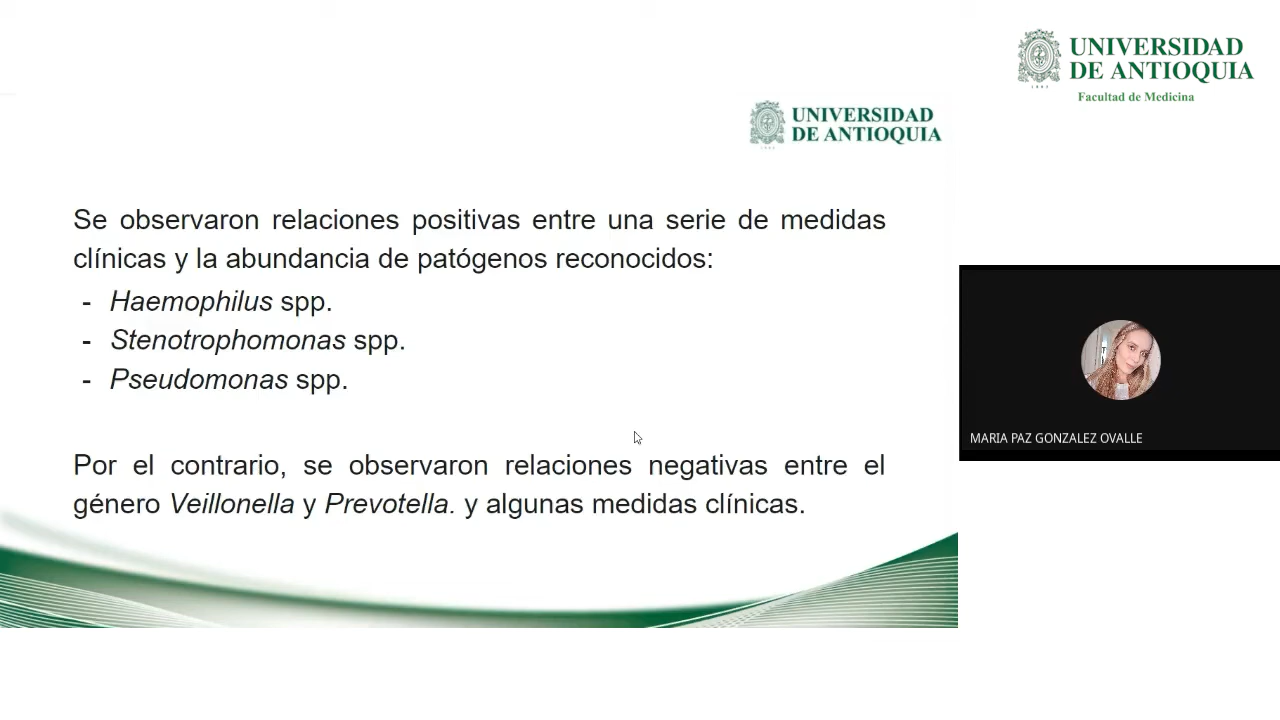 UNIVERSIDAD
DE ANTIOQUIA
Facultad de Medicina
UNIVERSIDAD
DE ANTIOQUIA
Se observaron relaciones positivas entre una serie de medidas
clínicas y la abundancia de patógenos reconocidos:
- Haemophilus spp.
- Stenotrophomonas spp.
- Pseudomonas spp.
Por el contrario, se observaron relaciones negativas entre el
género Veillonella y Prevotella. y algunas medidas clínicas.
MARIA PAZ GONZALEZ OVALLE